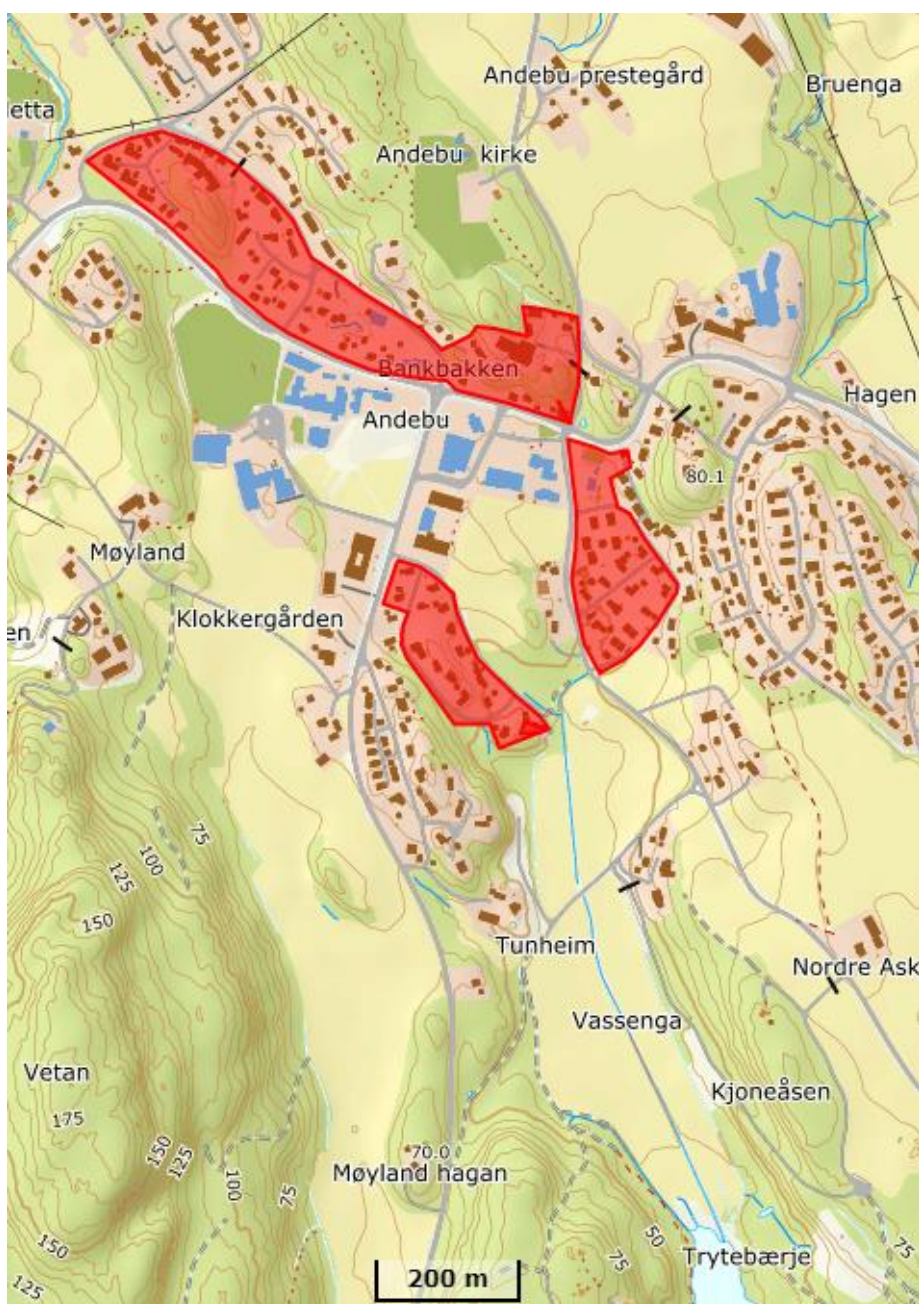 Andebu prestegård
Bruenga
etta
Andebu kirke
Bankbakken
Hagen
Andebu
80.1
Møyland
Klokkergården
en
75
100
125
150
Tunheim
Nordre Ask
Vassenga
Vetan
Kjoneåsen
175
150
125
100
75
70.0
Møyland hagan
50
75
75
150
125
Trytebærje
200 m